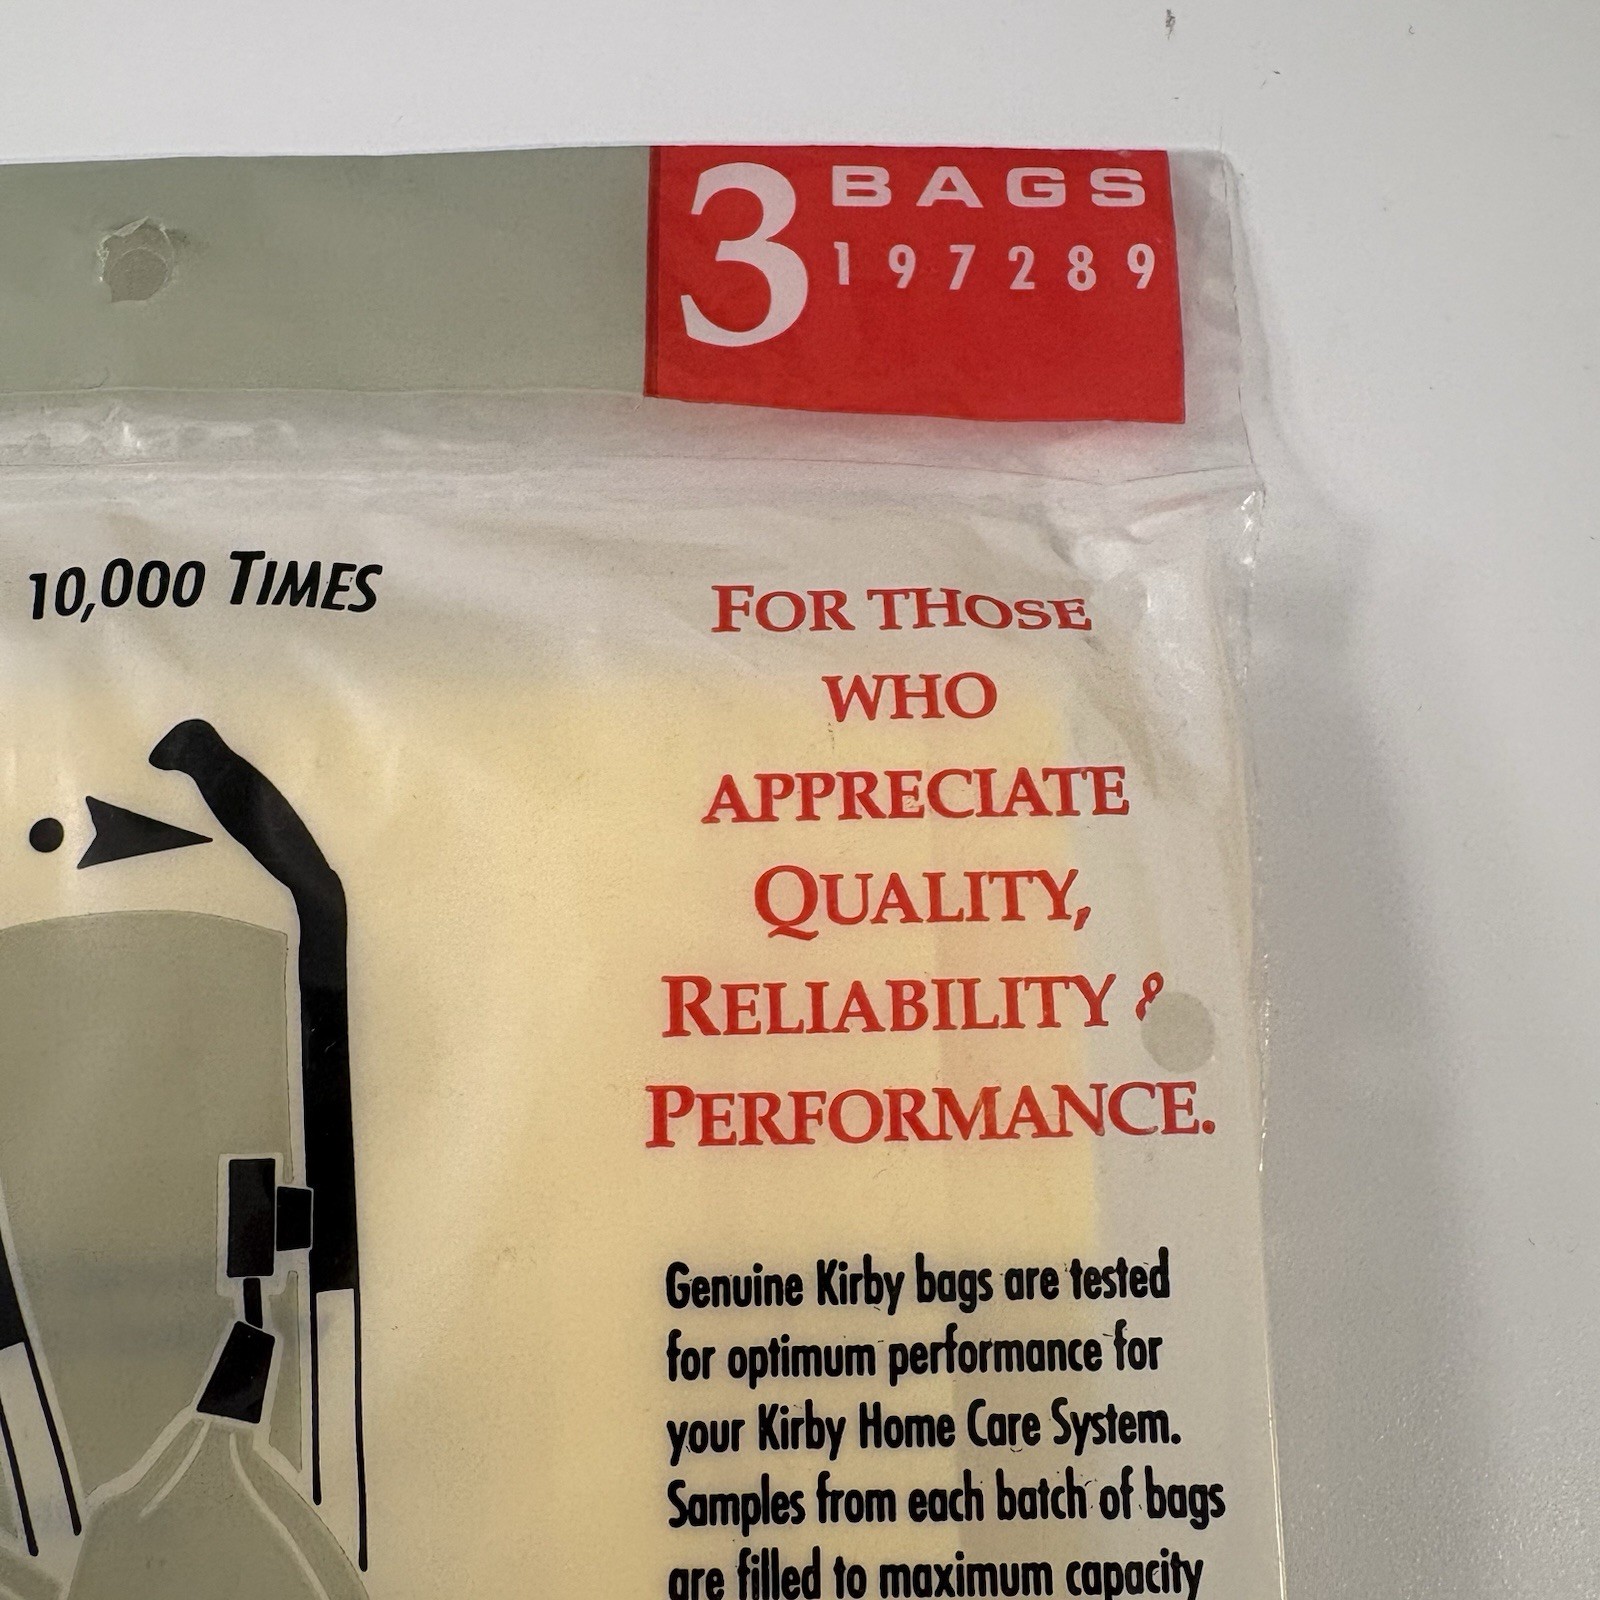 3 BAGS
197289
10,000 TIMES
FOR THOSE
WHO
APPRECIATE
QUALITY,
RELIABILITY &
PERFORMANCE.
Genuine Kirby bags are tested
for optimum performance for
your Kirby Home Care System.
Samples from each batch of bags
are filled to maximum capacity